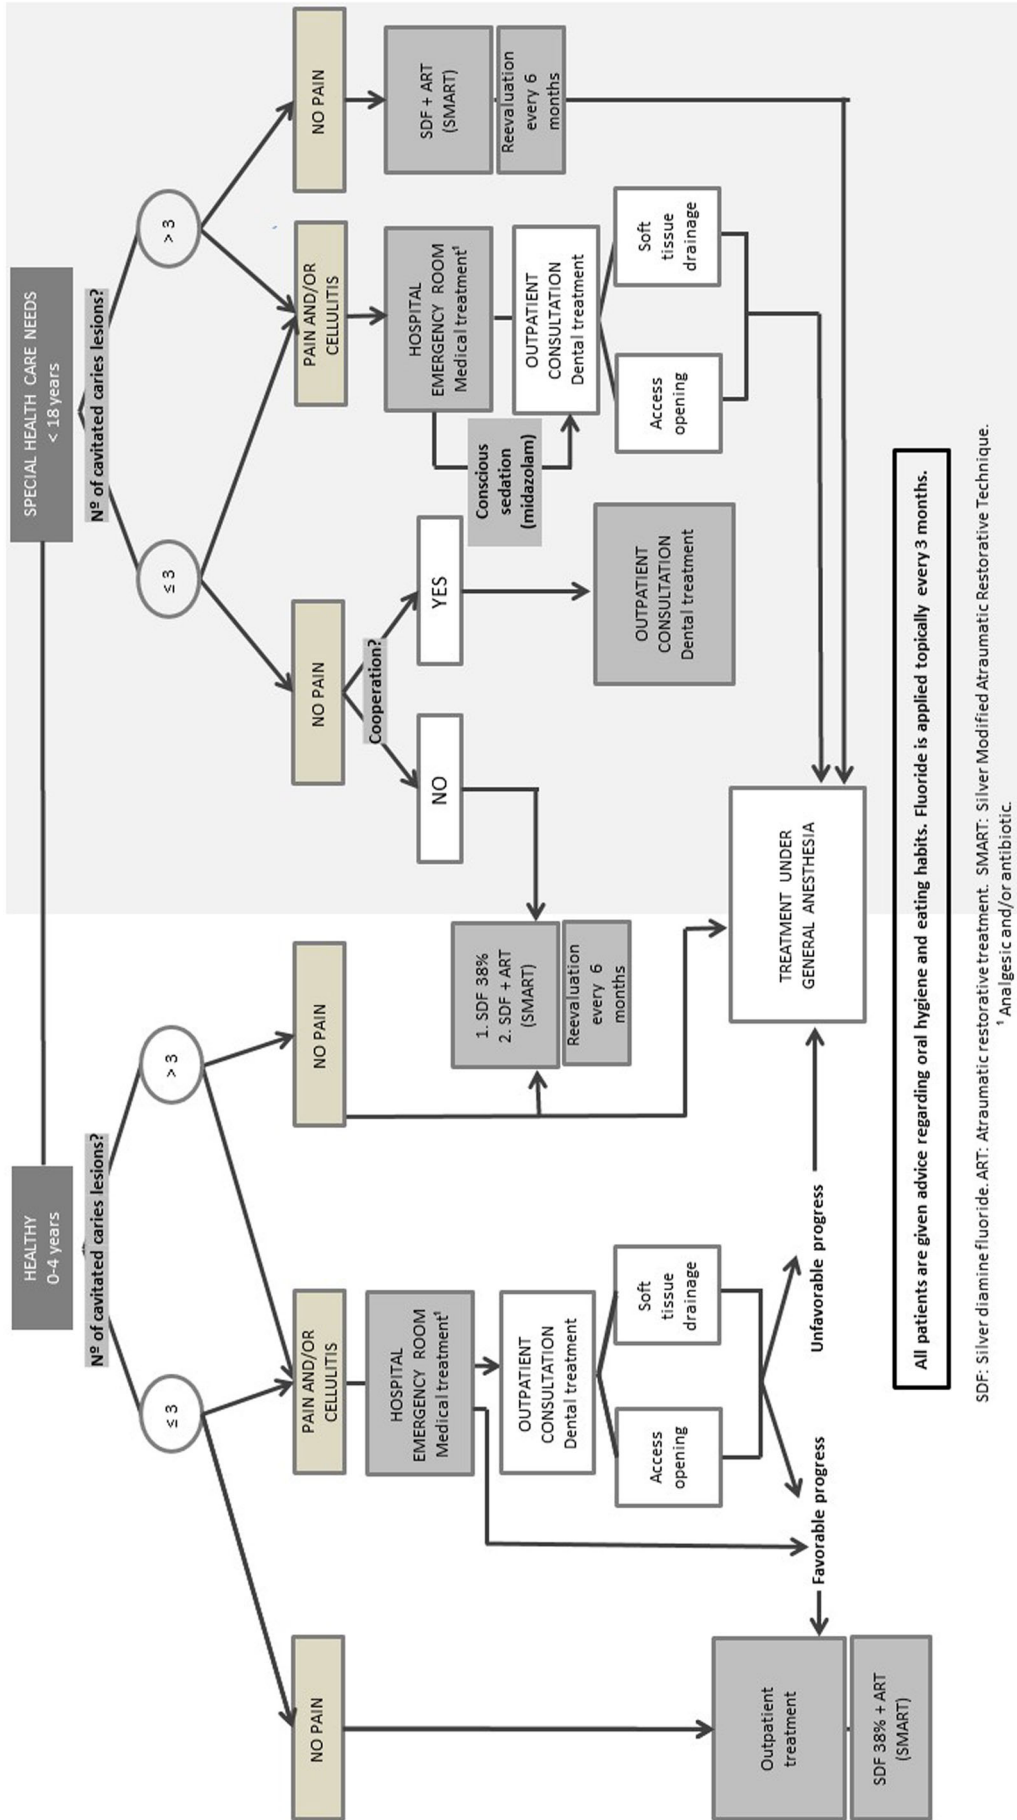 HEALTHY
0-4 years
SPECIAL HEALTH CARE NEEDS
< 18 years
Nº of cavitated caries lesions?
Nº of cavitated caries lesions?
≤ 3
> 3
≤ 3
> 3
NO PAIN
PAIN AND/OR
CELLULITIS
NO PAIN
NO PAIN
PAIN AND/OR
CELLULITIS
NO PAIN
HOSPITAL
EMERGENCY ROOM
Medical treatment¹
Cooperation?
NO
YES
HOSPITAL
EMERGENCY ROOM
Medical treatment¹
SDF + ART
(SMART)
Reevaluation
every 6
months
OUTPATIENT
CONSULTATION
Dental treatment
1. SDF 38%
2. SDF + ART
(SMART)
Reevaluation
every 6
months
Conscious
sedation
(midazolam)
OUTPATIENT
CONSULTATION
Dental treatment
Access
opening
Soft
tissue
drainage
OUTPATIENT
CONSULTATION
Dental treatment
Access
opening
Soft
tissue
drainage
Outpatient
treatment
SDF 38% + ART
(SMART)
Favorable progress
Unfavorable progress
TREATMENT UNDER
GENERAL ANESTHESIA
All patients are given advice regarding oral hygiene and eating habits. Fluoride is applied topically every 3 months.
SDF: Silver diamine fluoride. ART: Atraumatic restorative treatment. SMART: Silver Modified Atraumatic Restorative Technique.
¹ Analgesic and/or antibiotic.